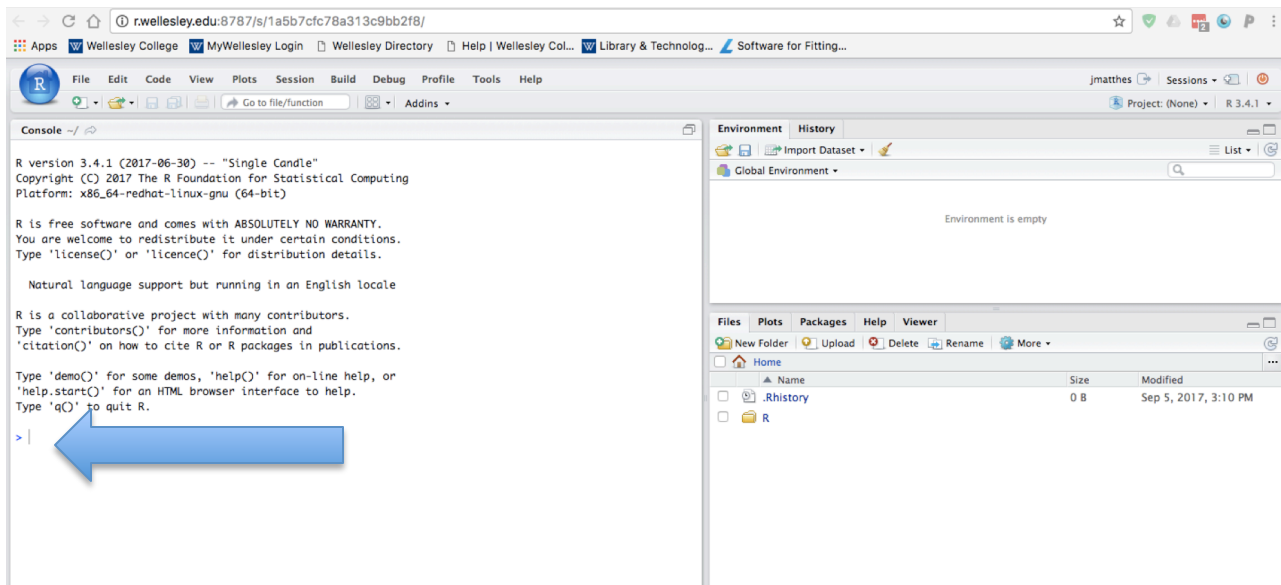 r.wellesley.edu:8787/s/1a5b7cfc78a313c9bb2f8/
2
P
Apps W Wellesley College W MyWellesley Login Wellesley Directory Help | Wellesley Col... W Library & Technolog... Software for Fitting...
R File Edit Code View Plots Session Build Debug Profile Tools Help jmatthes Sessions
Go to file/function Addins Project: (None) R 3.4.1
Console ~/
R version 3.4.1 (2017-06-30) -- "Single Candle"
Copyright (C) 2017 The R Foundation for Statistical Computing
Platform: x86_64-redhat-linux-gnu (64-bit)
R is free software and comes with ABSOLUTELY NO WARRANTY.
You are welcome to redistribute it under certain conditions.
Type 'license()' or 'licence()' for distribution details.
Natural language support but running in an English locale
R is a collaborative project with many contributors.
Type 'contributors()' for more information and
'citation()' on how to cite R or R packages in publications.
Type 'demo()' for some demos, 'help()' for on-line help, or
'help.start()' for an HTML browser interface to help.
Type 'q()' to quit R.
>
Environment History
Import Dataset List
Global Environment
Environment is empty
Files Plots Packages Help Viewer
New Folder Upload Delete Rename More
Home ...
Name Size Modified
.Rhistory 0 B Sep 5, 2017, 3:10 PM
R